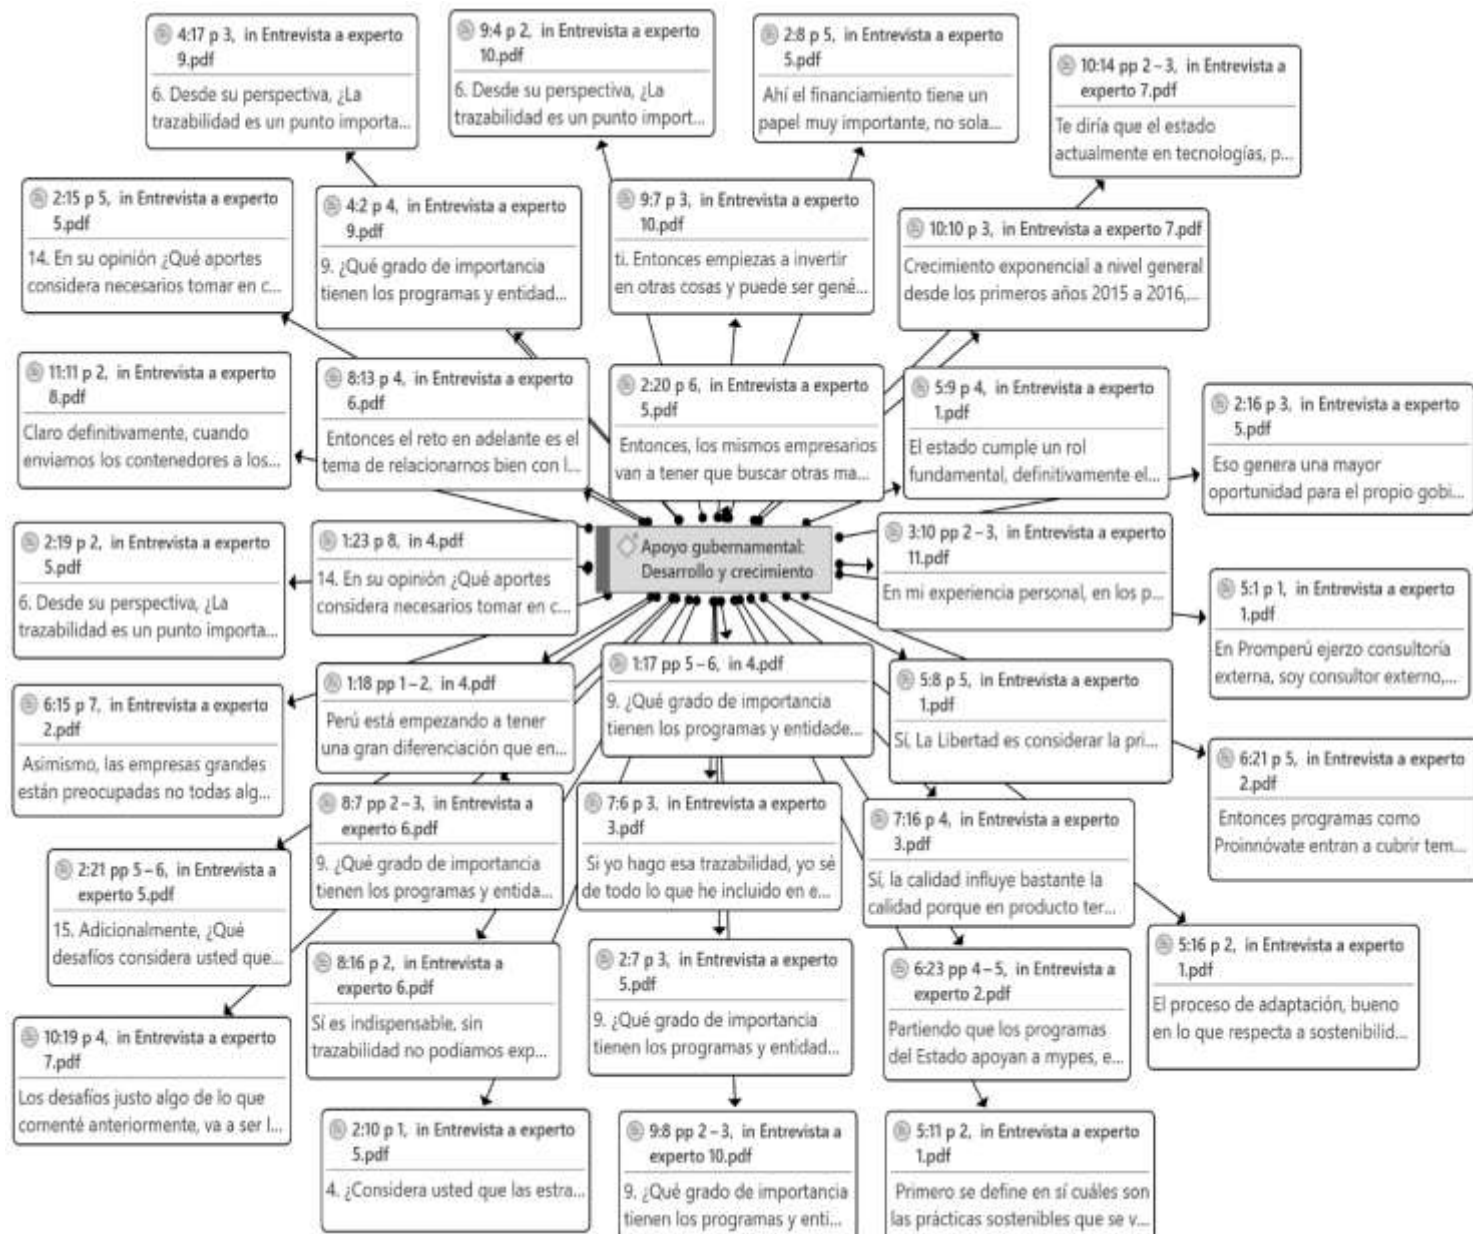 4:17 p 3, in Entrevista a experto
9.pdf
6. Desde su perspectiva, ¿La
trazabilidad es un punto importa...
9:4 p 2, in Entrevista a experto
10.pdf
6. Desde su perspectiva, ¿La
trazabilidad es un punto import...
2:8 p 5, in Entrevista a experto
5.pdf
Ahí el financiamiento tiene un
papel muy importante, no sola...
10:14 pp 2 – 3, in Entrevista a
experto 7.pdf
Te diría que el estado
actualmente en tecnologías, p...
2:15 p 5, in Entrevista a experto
5.pdf
14. En su opinión ¿Qué aportes
considera necesarios tomar en c...
4:2 p 4, in Entrevista a experto
9.pdf
9. ¿Qué grado de importancia
tienen los programas y entidad...
9:7 p 3, in Entrevista a experto
10.pdf
ti. Entonces empiezas a invertir
en otras cosas y puede ser gené...
10:10 p 3, in Entrevista a experto 7.pdf
Crecimiento exponencial a nivel general
desde los primeros años 2015 a 2016,...
11:11 p 2, in Entrevista a experto
8.pdf
Claro definitivamente, cuando
enviamos los contenedores a los...
8:13 p 4, in Entrevista a experto
6.pdf
Entonces el reto en adelante es el
tema de relacionarnos bien con l...
2:20 p 6, in Entrevista a experto
5.pdf
Entonces, los mismos empresarios
van a tener que buscar otras ma...
5:9 p 4, in Entrevista a experto
1.pdf
El estado cumple un rol
fundamental, definitivamente el...
2:16 p 3, in Entrevista a experto
5.pdf
Eso genera una mayor
oportunidad para el propio gobi...
2:19 p 2, in Entrevista a experto
5.pdf
6. Desde su perspectiva, ¿La
trazabilidad es un punto importa...
1:23 p 8, in 4.pdf
14. En su opinión ¿Qué aportes
considera necesarios tomar en c...
Apoyo gubernamental:
Desarrollo y crecimiento
3:10 pp 2 – 3, in Entrevista a experto
11.pdf
En mi experiencia personal, en los p...
5:1 p 1, in Entrevista a experto
1.pdf
En Promperú ejerzo consultoría
externa, soy consultor externo,...
6:15 p 7, in Entrevista a experto
2.pdf
Asimismo, las empresas grandes
están preocupadas no todas alg...
1:18 pp 1 – 2, in 4.pdf
Perú está empezando a tener
una gran diferenciación que en...
1:17 pp 5 – 6, in 4.pdf
9. ¿Qué grado de importancia
tienen los programas y entidade...
5:8 p 5, in Entrevista a experto
1.pdf
Sí, La Libertad es considerar la pri...
6:21 p 5, in Entrevista a experto
2.pdf
Entonces programas como
Proinnóvate entran a cubrir tem...
2:21 pp 5 – 6, in Entrevista a
experto 5.pdf
15. Adicionalmente, ¿Qué
desafíos considera usted que...
8:7 pp 2 – 3, in Entrevista a
experto 6.pdf
9. ¿Qué grado de importancia
tienen los programas y entida...
7:6 p 3, in Entrevista a experto
3.pdf
Si yo hago esa trazabilidad, yo sé
de todo lo que he incluido en e...
7:16 p 4, in Entrevista a experto
3.pdf
Sí, la calidad influye bastante la
calidad porque en producto ter...
5:16 p 2, in Entrevista a experto
1.pdf
El proceso de adaptación, bueno
en lo que respecta a sostenibilid...
10:19 p 4, in Entrevista a experto
7.pdf
Los desafíos justo algo de lo que
comenté anteriormente, va a ser l...
8:16 p 2, in Entrevista a
experto 6.pdf
Sí es indispensable, sin
trazabilidad no podíamos exp...
2:7 p 3, in Entrevista a experto
5.pdf
9. ¿Qué grado de importancia
tienen los programas y entidad...
6:23 pp 4 – 5, in Entrevista a
experto 2.pdf
Partiendo que los programas
del Estado apoyan a mypes, e...
2:10 p 1, in Entrevista a experto
5.pdf
4. ¿Considera usted que las estra...
9:8 pp 2 – 3, in Entrevista a
experto 10.pdf
9. ¿Qué grado de importancia
tienen los programas y enti...
5:11 p 2, in Entrevista a experto
1.pdf
Primero se define en sí cuáles son
las prácticas sostenibles que se v...